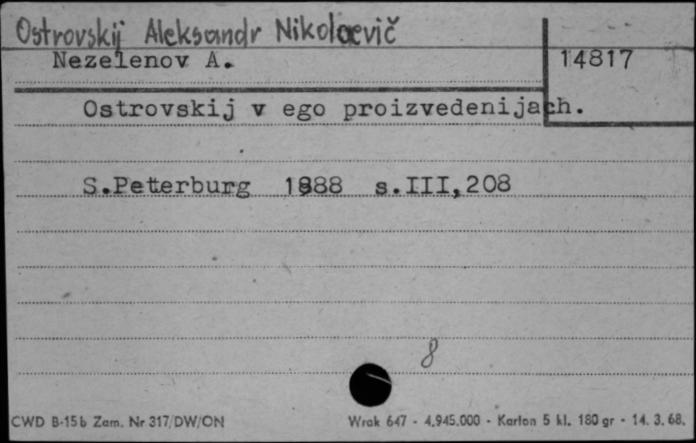 Ostrovskij Aleksandr Nikolaevič
Nezelenov A.
14817
Ostrovskij v ego proizvedenijach.
S.Peterburg 1888 s.III,208
8
CWD B-15b Zam. Nr 317/DW/ON
Wrak 647 - 4.945.000 - Karton 5 kl. 180 gr - 14. 3. 68.